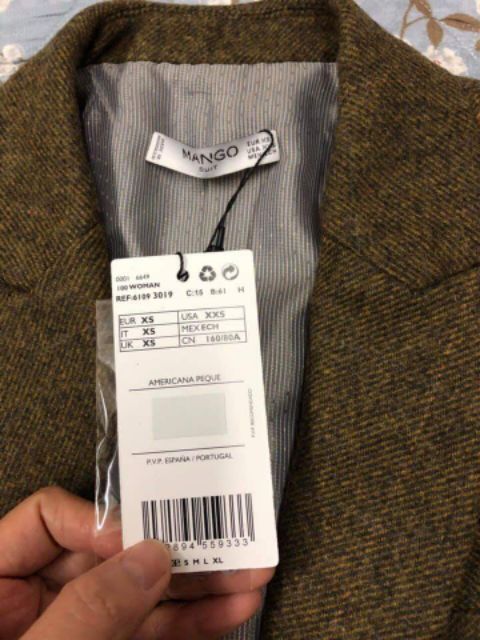 MANGO
SUIT
0001 6649
100 WOMAN
REF:6109 3019 C:15 B:61 H
EUR XS USA XXS
IT XS MEX ECH
UK XS CN 160/80A
AMERICANA PEQUE
P.V.P. ESPAÑA / PORTUGAL
894 559333
S M L XL